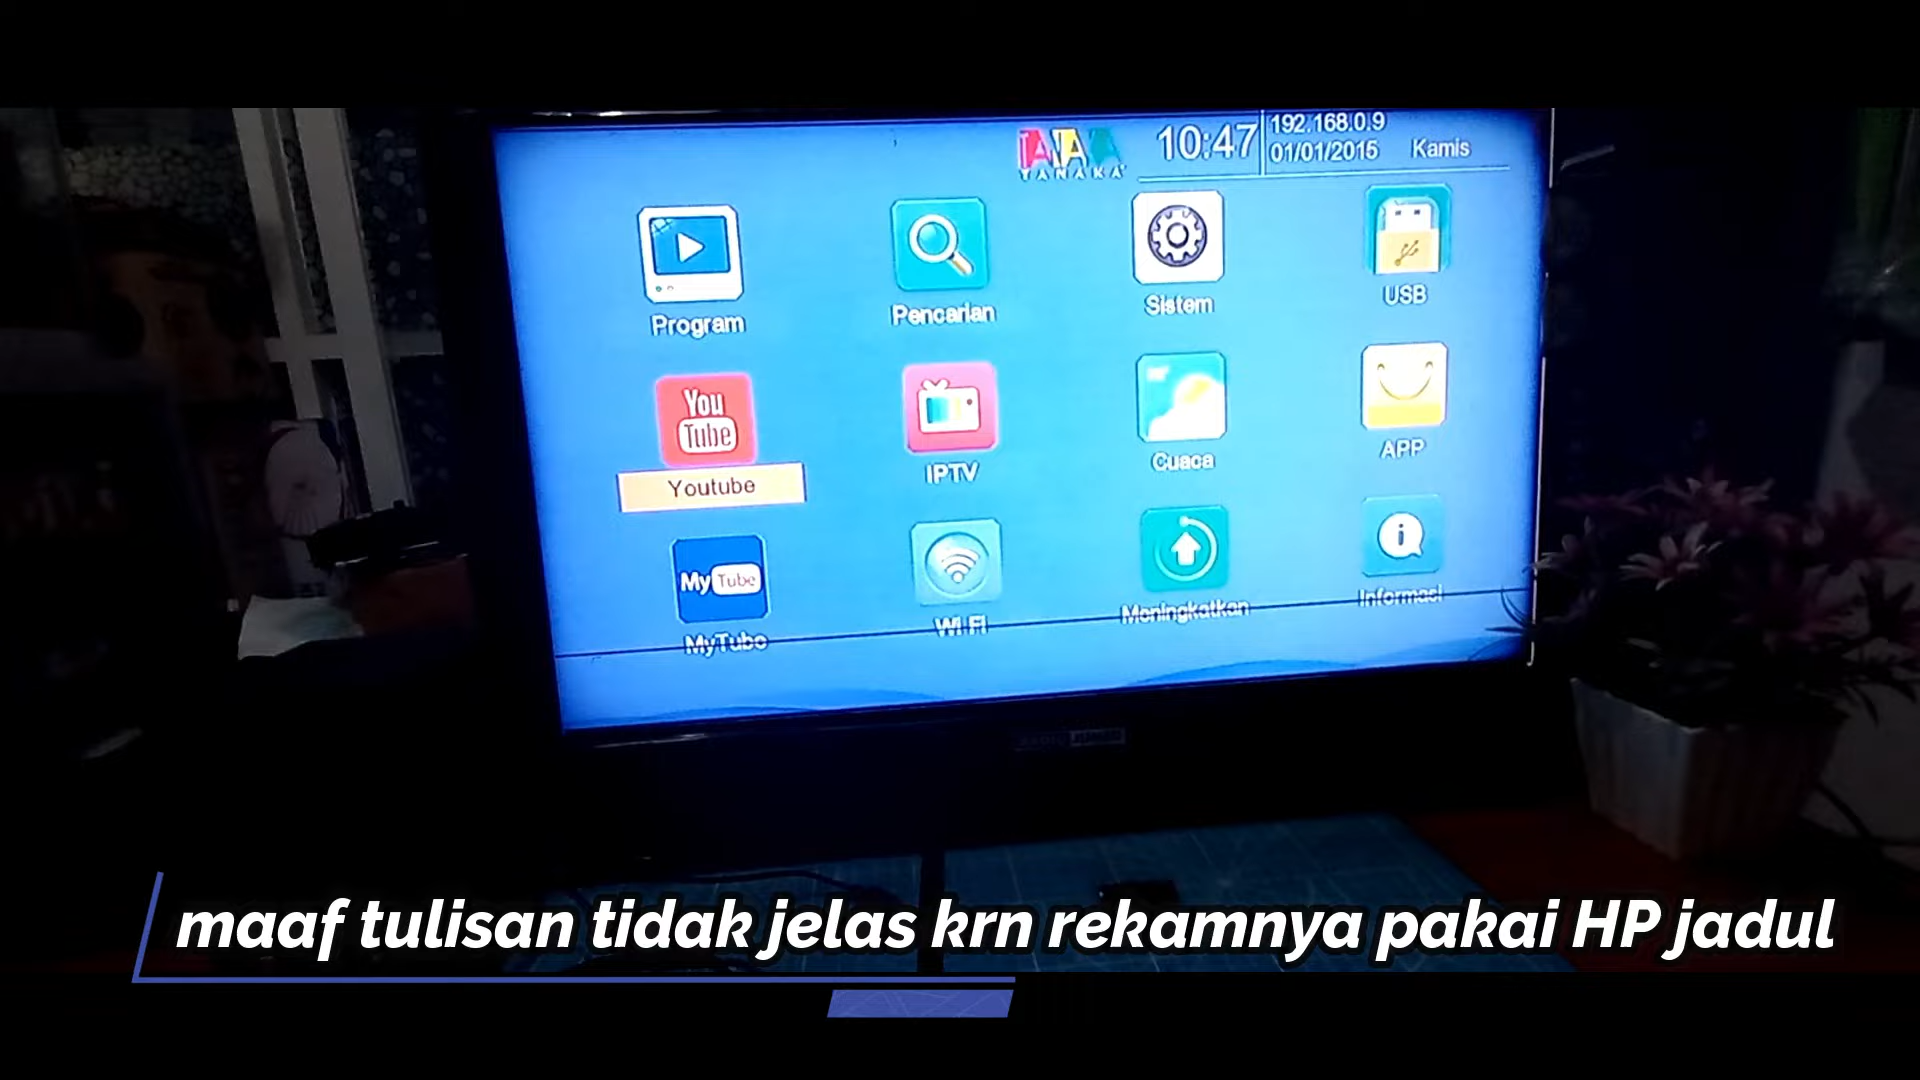 TANAKA
10:47
192.168.0.9
01/01/2015 Kamis
Program
Pencarian
Sistem
USB
You
Tube
Youtube
IPTV
Cuaca
APP
My Tube
MyTube
Wi Fi
Meningkatkan
Informasi
maaf tulisan tidak jelas krn rekamnya pakai HP jadul